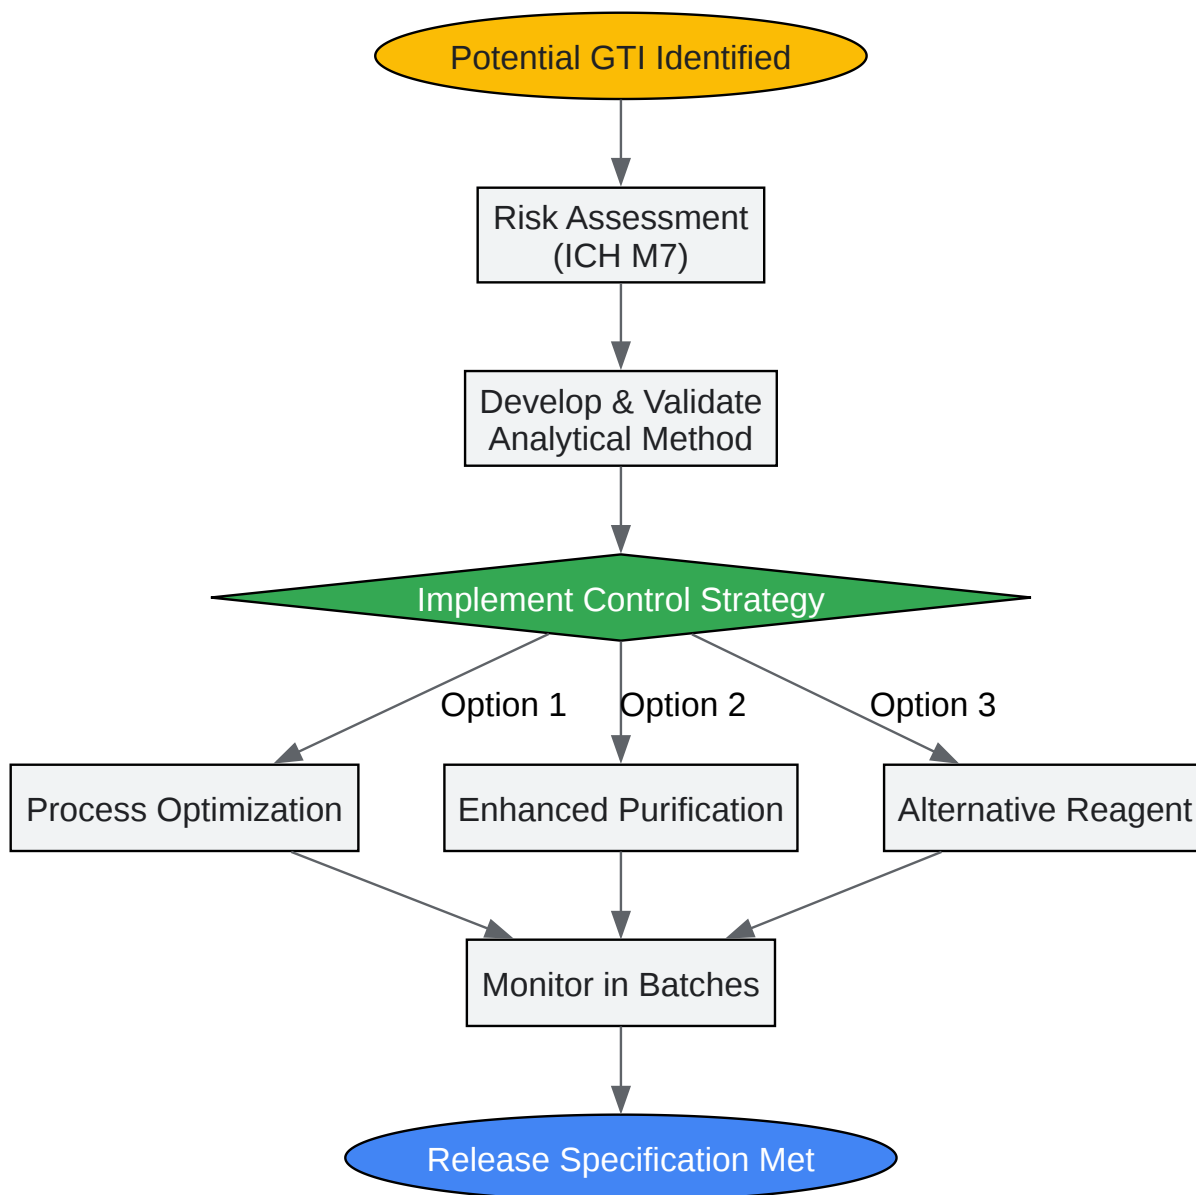 Potential GTI Identified
Risk Assessment
(ICH M7)
Develop & Validate
Analytical Method
Implement Control Strategy
Option 1
Option 2
Option 3
Process Optimization
Enhanced Purification
Alternative Reagent
Monitor in Batches
Release Specification Met